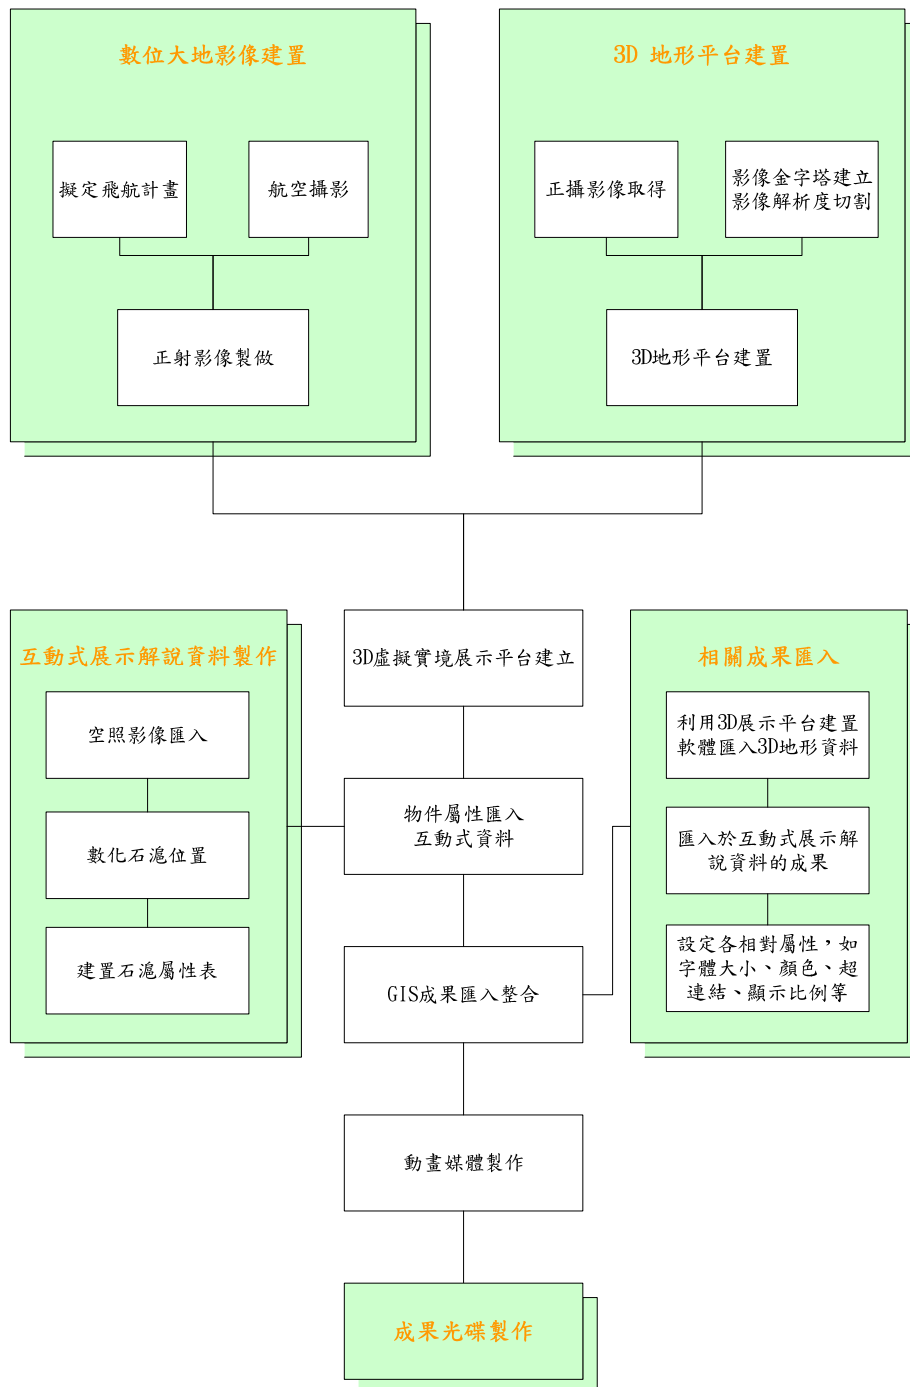 數位大地影像建置
擬定飛航計畫
航空攝影
正射影像製做
3D 地形平台建置
正攝影像取得
影像金字塔建立
影像解析度切割
3D地形平台建置
3D虛擬實境展示平台建立
互動式展示解說資料製作
空照影像匯入
數化石滬位置
建置石滬屬性表
物件屬性匯入
互動式資料
GIS成果匯入整合
相關成果匯入
利用3D展示平台建置
軟體匯入3D地形資料
匯入於互動式展示解
說資料的成果
設定各相對屬性，如
字體大小、顏色、超
連結、顯示比例等
動畫媒體製作
成果光碟製作